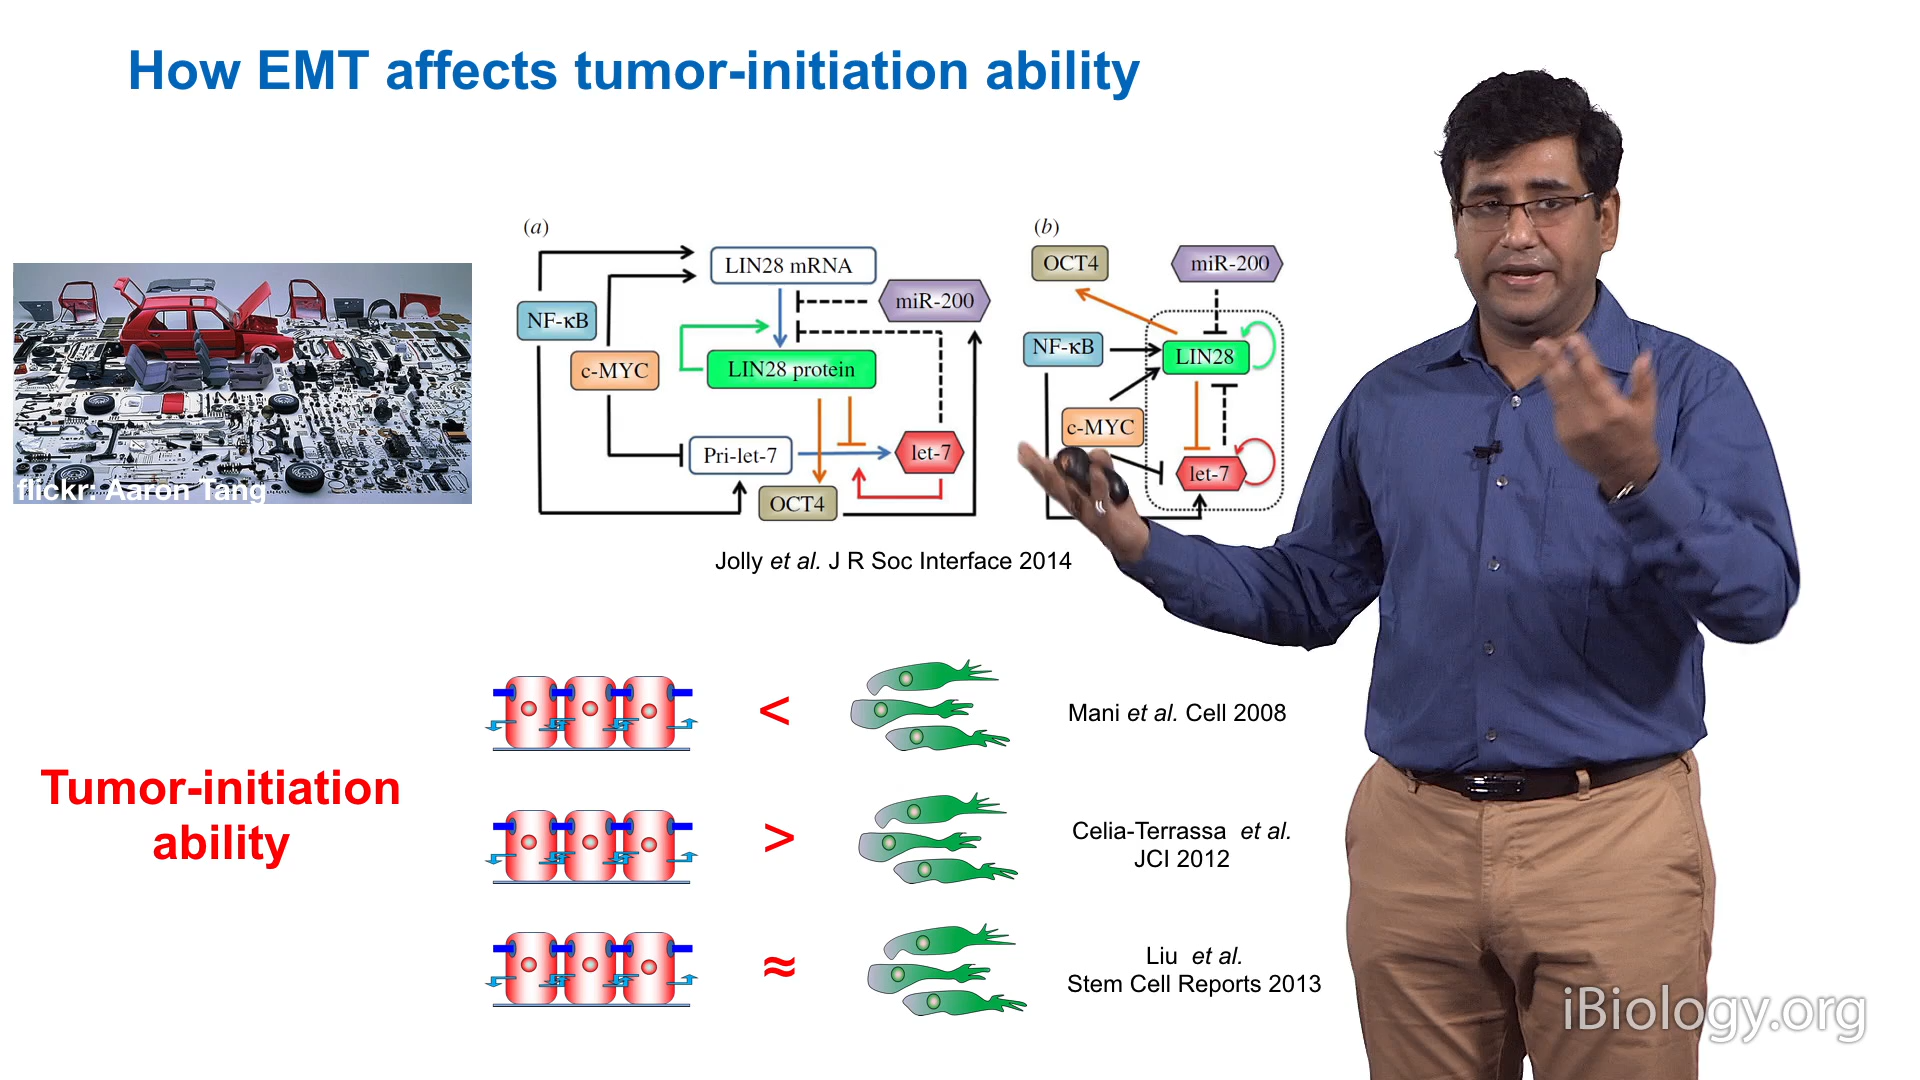 How EMT affects tumor-initiation ability
flickr: Aaron Tang
(a)
LIN28 mRNA
miR-200
NF-κB
c-MYC
LIN28 protein
Pri-let-7
let-7
OCT4
(b)
OCT4
miR-200
NF-κB
LIN28
c-MYC
let-7
Jolly et al. J R Soc Interface 2014
Tumor-initiation
ability
<
Mani et al. Cell 2008
>
Celia-Terrassa et al.
JCI 2012
≈
Liu et al.
Stem Cell Reports 2013
iBiology.org